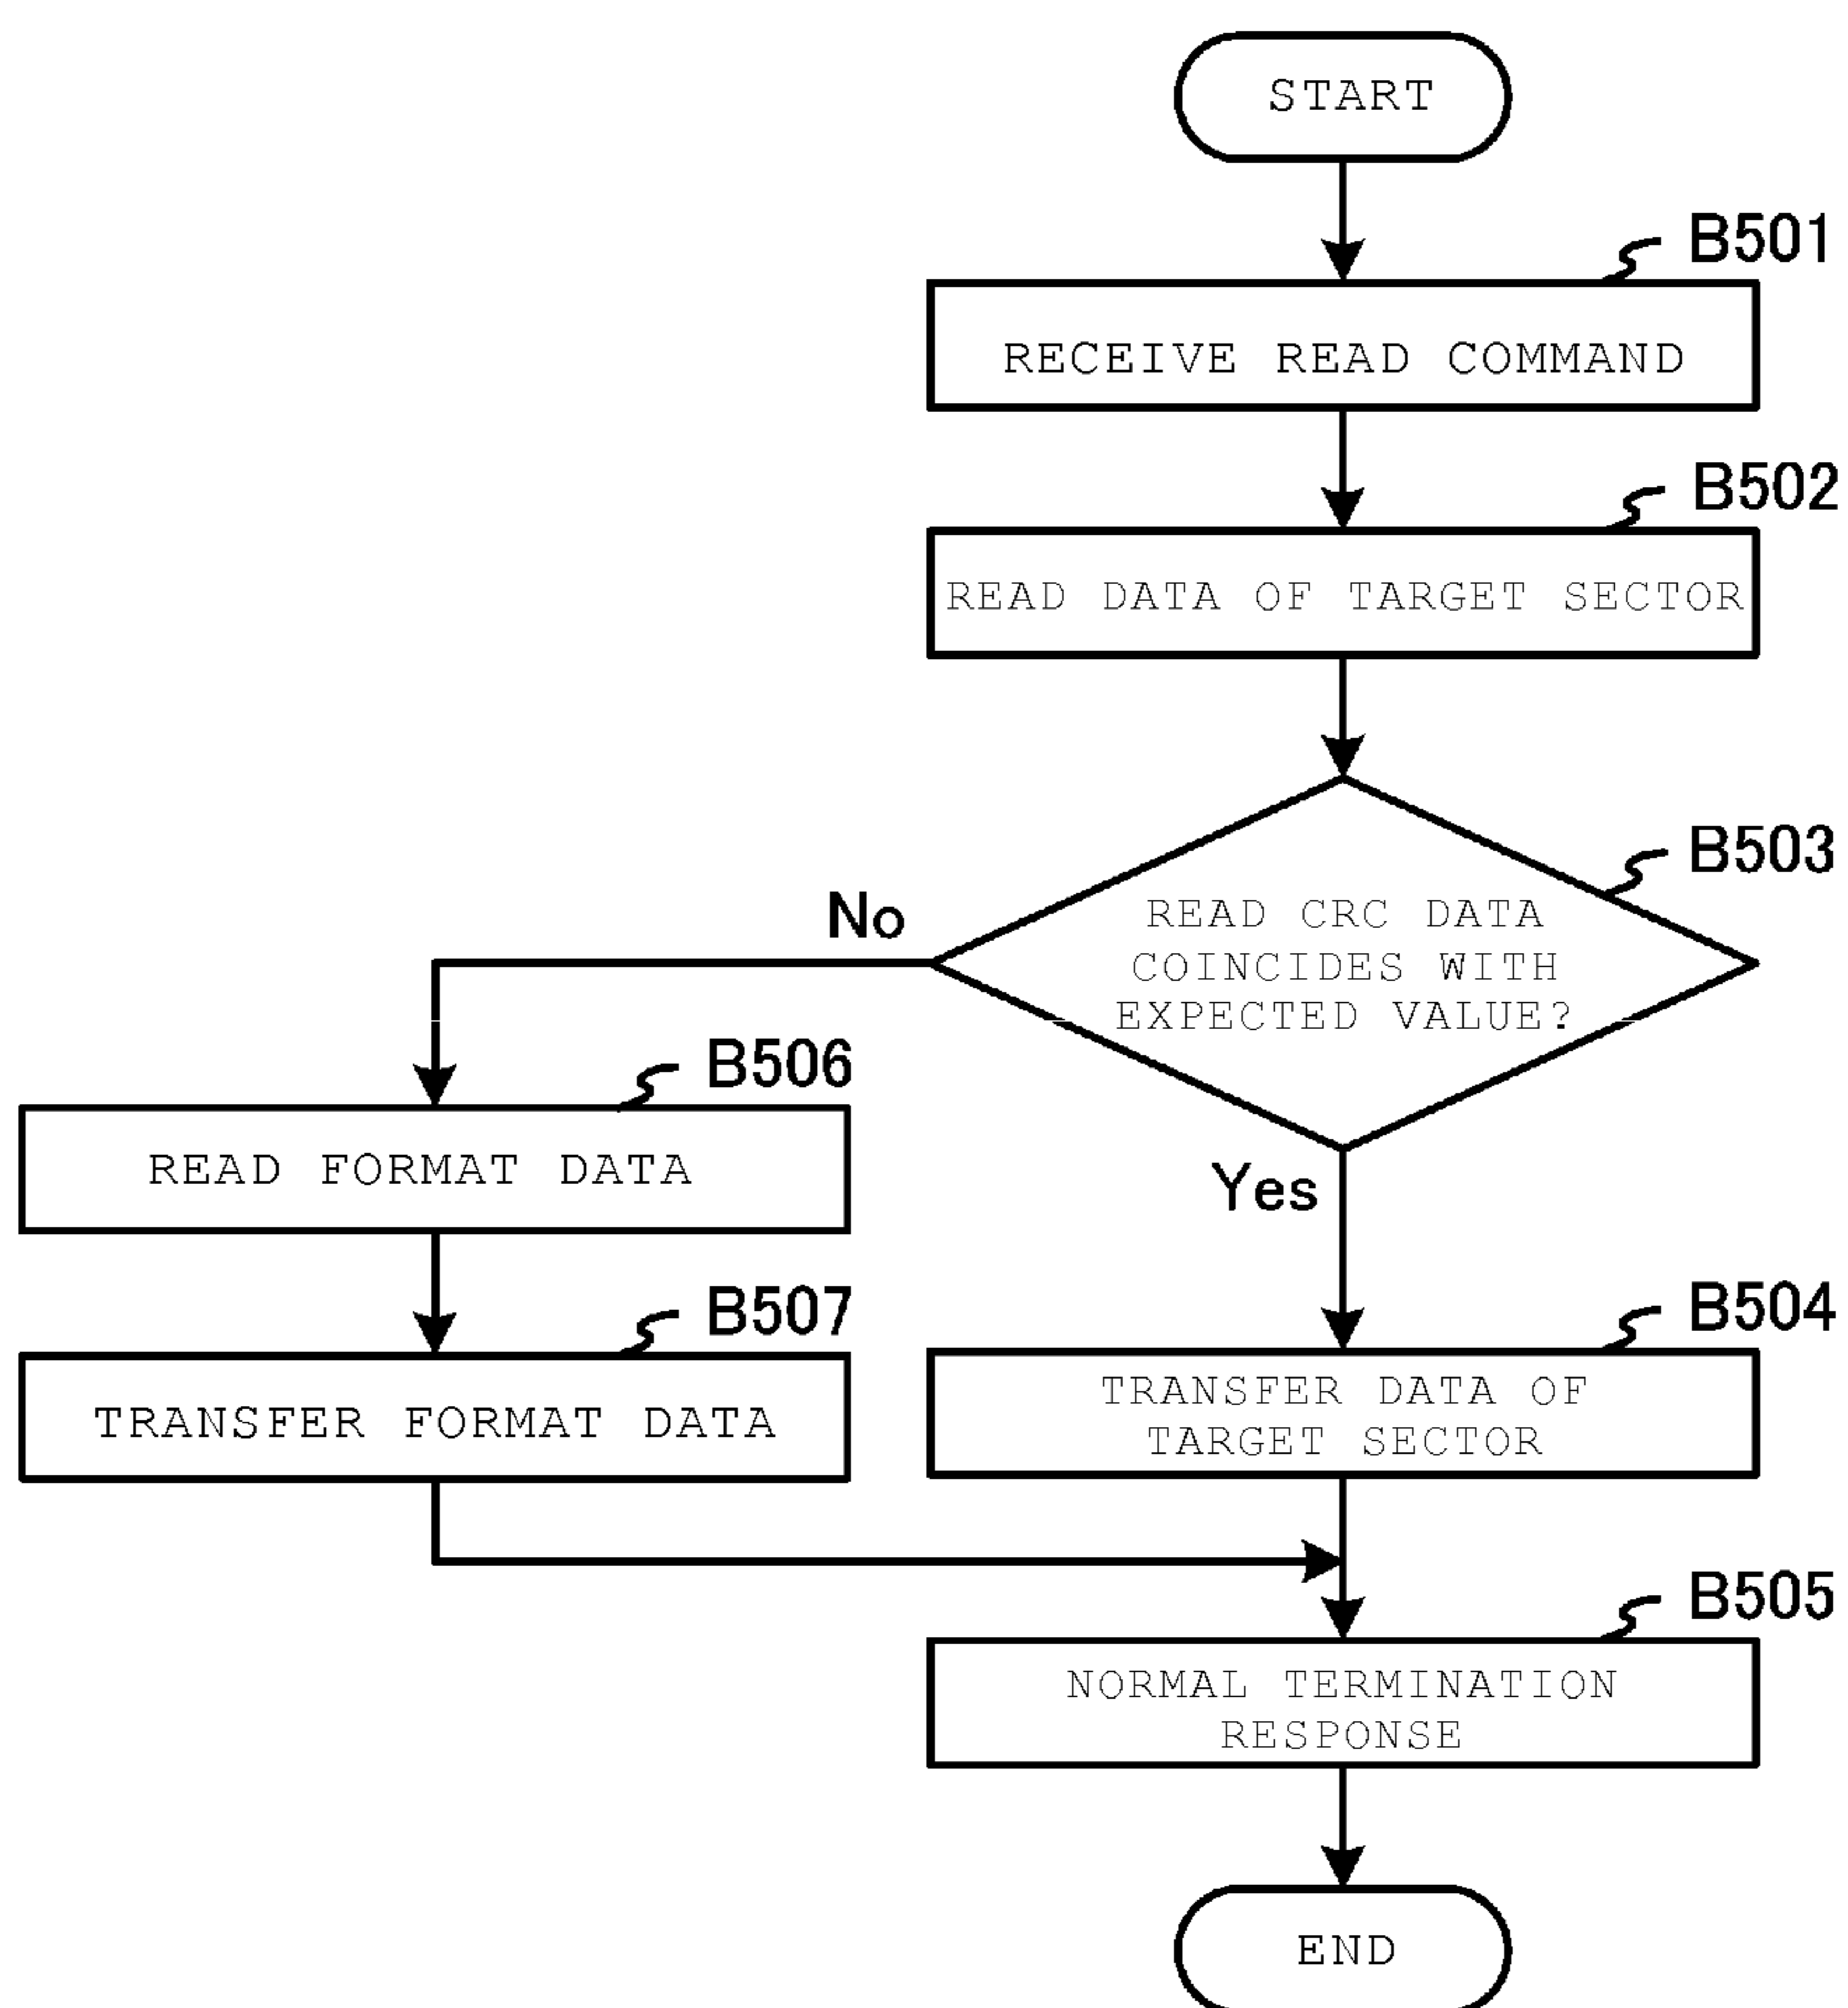 START
B501
RECEIVE READ COMMAND
B502
READ DATA OF TARGET SECTOR
B503
READ CRC DATA
COINCIDES WITH
EXPECTED VALUE?
No
Yes
B506
READ FORMAT DATA
B507
TRANSFER FORMAT DATA
B504
TRANSFER DATA OF
TARGET SECTOR
B505
NORMAL TERMINATION
RESPONSE
END